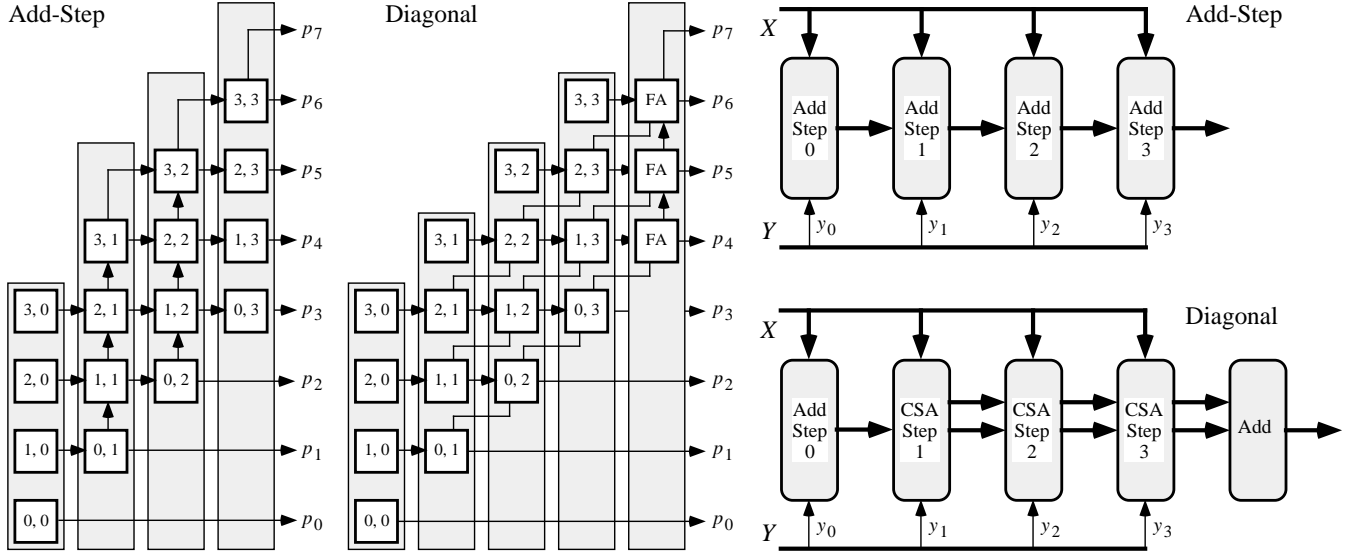 Add-Step
p7
3, 3
p6
3, 2
2, 3
p5
3, 1
2, 2
1, 3
p4
3, 0
2, 1
1, 2
0, 3
p3
2, 0
1, 1
0, 2
p2
1, 0
0, 1
p1
0, 0
p0
Diagonal
p7
3, 3
FA
p6
3, 2
2, 3
FA
p5
3, 1
2, 2
1, 3
FA
p4
3, 0
2, 1
1, 2
0, 3
p3
2, 0
1, 1
0, 2
p2
1, 0
0, 1
p1
0, 0
p0
Add-Step
X
Add
Step
0
Add
Step
1
Add
Step
2
Add
Step
3
Y
y0
y1
y2
y3
Diagonal
X
Add
Step
0
CSA
Step
1
CSA
Step
2
CSA
Step
3
Add
Y
y0
y1
y2
y3